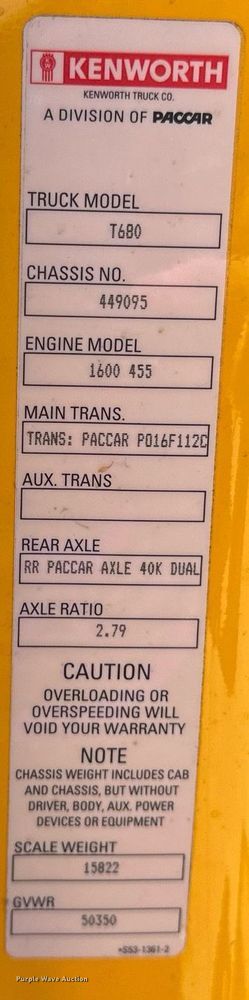 KENWORTH
KENWORTH TRUCK CO.
A DIVISION OF PACCAR
TRUCK MODEL
T680
CHASSIS NO.
449095
ENGINE MODEL
1600 455
MAIN TRANS.
TRANS: PACCAR PO16F112C
AUX. TRANS
REAR AXLE
RR PACCAR AXLE 40K DUAL
AXLE RATIO
2.79
CAUTION
OVERLOADING OR
OVERSPEEDING WILL
VOID YOUR WARRANTY
NOTE
CHASSIS WEIGHT INCLUDES CAB
AND CHASSIS, BUT WITHOUT
DRIVER, BODY, AUX. POWER
DEVICES OR EQUIPMENT
SCALE WEIGHT
15822
GVWR
50350
*S53-1361-2
Purple Wave Auction